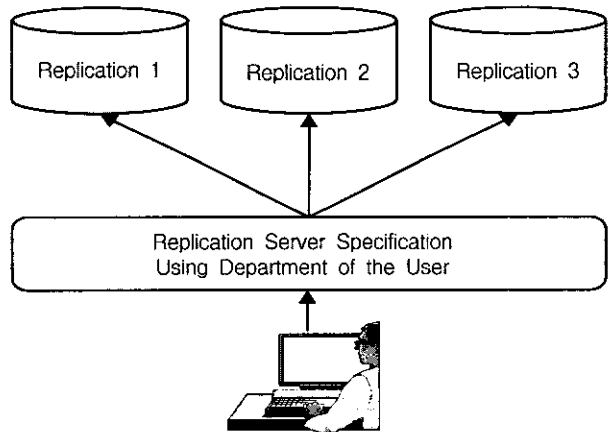 Replication 1
Replication 2
Replication 3
Replication Server Specification
Using Department of the User